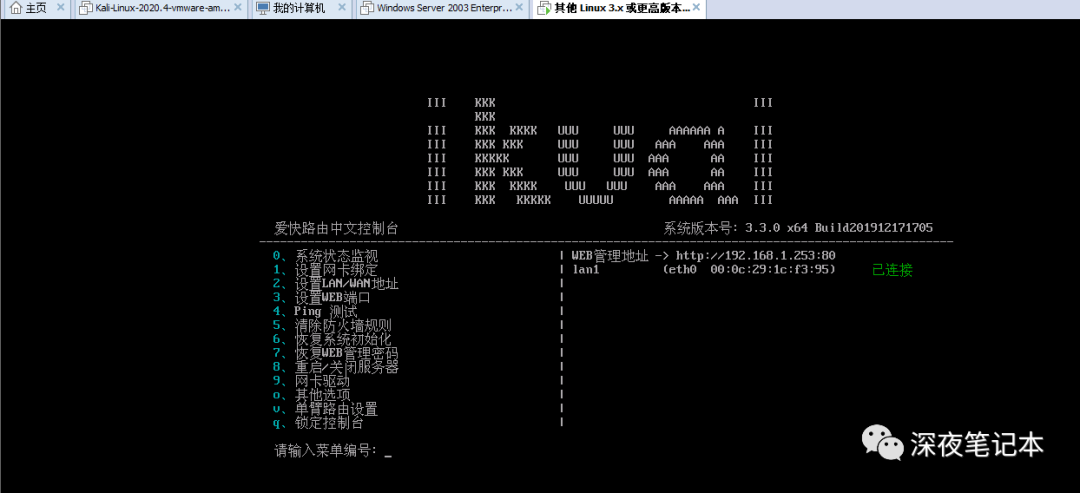 主页 Kali-Linux-2020.4-vmware-am... 我的计算机 Windows Server 2003 Enterpr... 其他 Linux 3.x 或更高版本...
III KKK III
KKK
III KKK KKKK UUU UUU AAAAAA A III
III KKK KKK UUU UUU AAA AAA III
III KKKKK UUU UUU AAA AA III
III KKK KKK UUU UUU AAA AA III
III KKK KKKK UUU UUU AAA AAA III
III KKK KKKKK UUUUU AAAAA AAA III
爱快路由中文控制台 系统版本号: 3.3.0 x64 Build201912171705
0、系统状态监视 WEB管理地址 -> http://192.168.1.253:80
1、设置网卡绑定 lan1 (eth0 00:0c:29:1c:f3:95) 已连接
2、设置LAN/WAN地址
3、设置WEB端口
4、Ping 测试
5、清除防火墙规则
6、恢复系统初始化
7、恢复WEB管理密码
8、重启/关闭服务器
9、网卡驱动
o、其他选项
v、单臂路由设置
q、锁定控制台
请输入菜单编号: _
深夜笔记本